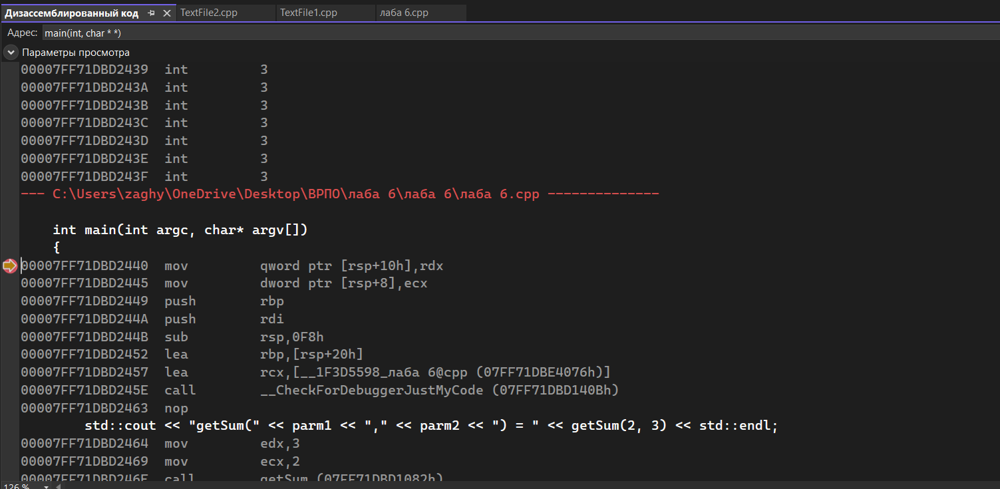 Дизассемблированный код TextFile2.cpp TextFile1.cpp лаба 6.cpp
Адрес: main(int, char * *)
Параметры просмотра
00007FF71DBD2439 int 3
00007FF71DBD243A int 3
00007FF71DBD243B int 3
00007FF71DBD243C int 3
00007FF71DBD243D int 3
00007FF71DBD243E int 3
00007FF71DBD243F int 3
--- C:\Users\zaghy\OneDrive\Desktop\ВРПО\лаба 6\лаба 6\лаба 6.cpp --------------
int main(int argc, char* argv[])
{
00007FF71DBD2440 mov qword ptr [rsp+10h],rdx
00007FF71DBD2445 mov dword ptr [rsp+8],ecx
00007FF71DBD2449 push rbp
00007FF71DBD244A push rdi
00007FF71DBD244B sub rsp,0F8h
00007FF71DBD2452 lea rbp,[rsp+20h]
00007FF71DBD2457 lea rcx,[__1F3D5598_лаба 6@cpp (07FF71DBE4076h)]
00007FF71DBD245E call __CheckForDebuggerJustMyCode (07FF71DBD140Bh)
00007FF71DBD2463 nop
std::cout << "getSum(" << parm1 << "," << parm2 << ") = " << getSum(2, 3) << std::endl;
00007FF71DBD2464 mov edx,3
00007FF71DBD2469 mov ecx,2
00007FF71DBD246E call getSum (07FF71DBD1082h)
126 %